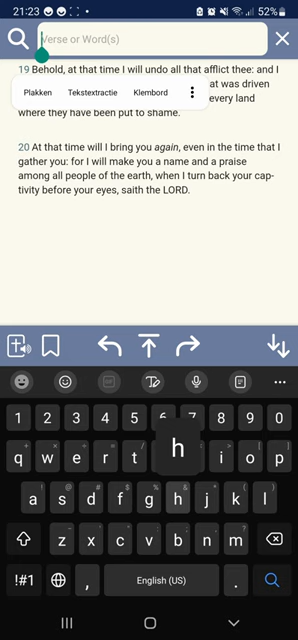 21:23
52%
Verse or Word(s)
19 Behold, at that time I will undo all that afflict thee: and I
Plakken Tekstextractie Klembord
at was driven
every land
where they have been put to shame.
20 At that time will I bring you again, even in the time that I
gather you: for I will make you a name and a praise
among all people of the earth, when I turn back your cap-
tivity before your eyes, saith the LORD.
1 2 3 4 5 6 7 8 9 0
q w e r t i o p
h
a s d f g h j k l
z x c v b n m
!#1 , English (US) .